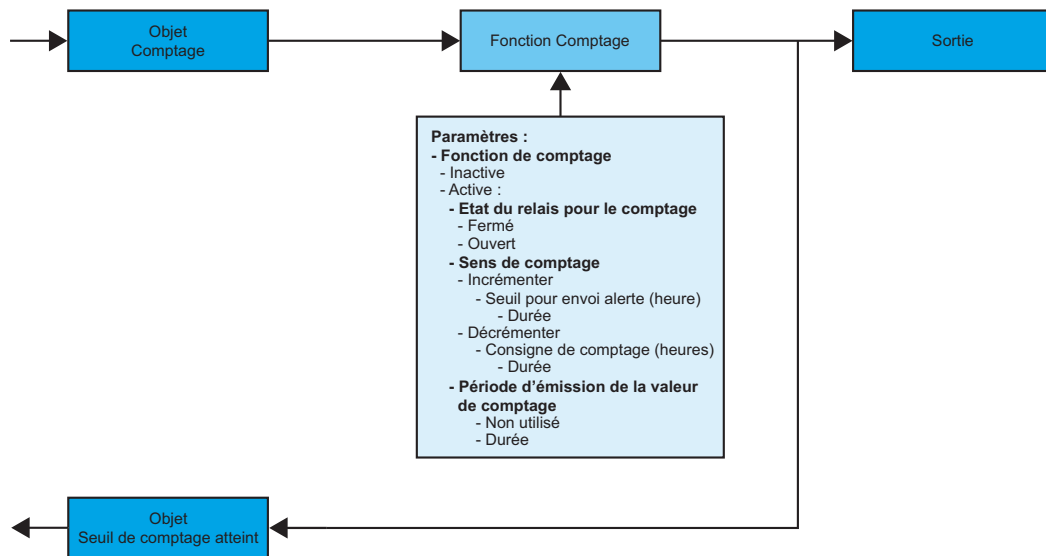 Objet
Comptage
Fonction Comptage
Sortie
Paramètres :
- Fonction de comptage
- Inactive
- Active :
- Etat du relais pour le comptage
- Fermé
- Ouvert
- Sens de comptage
- Incrémenter
- Seuil pour envoi alerte (heure)
- Durée
- Décrémenter
- Consigne de comptage (heures)
- Durée
- Période d'émission de la valeur
de comptage
- Non utilisé
- Durée
Objet
Seuil de comptage atteint